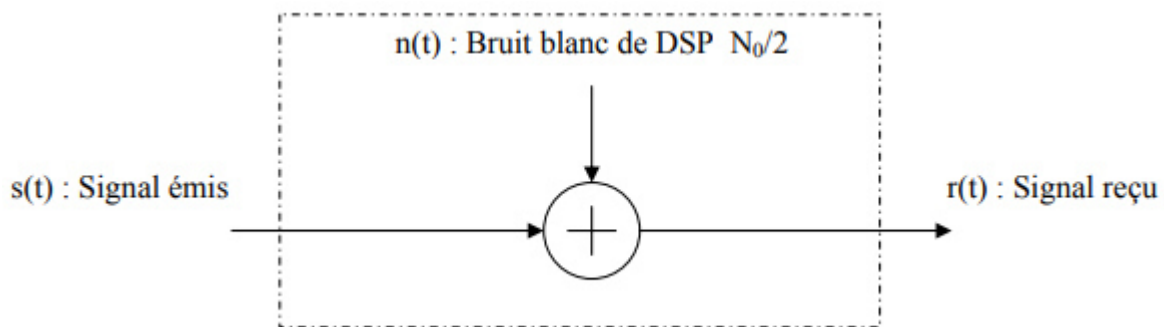 n(t) : Bruit blanc de DSP N₀/2
s(t) : Signal émis
r(t) : Signal reçu